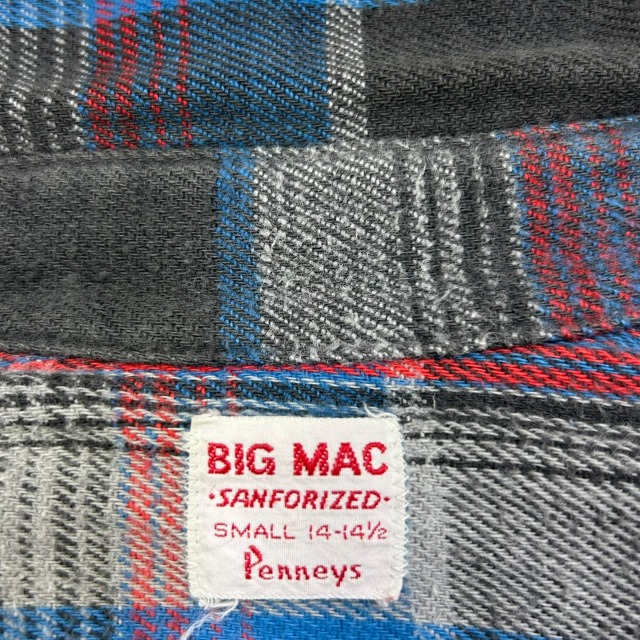 BIG MAC
·SANFORIZED·
SMALL 14-14½
Penneys